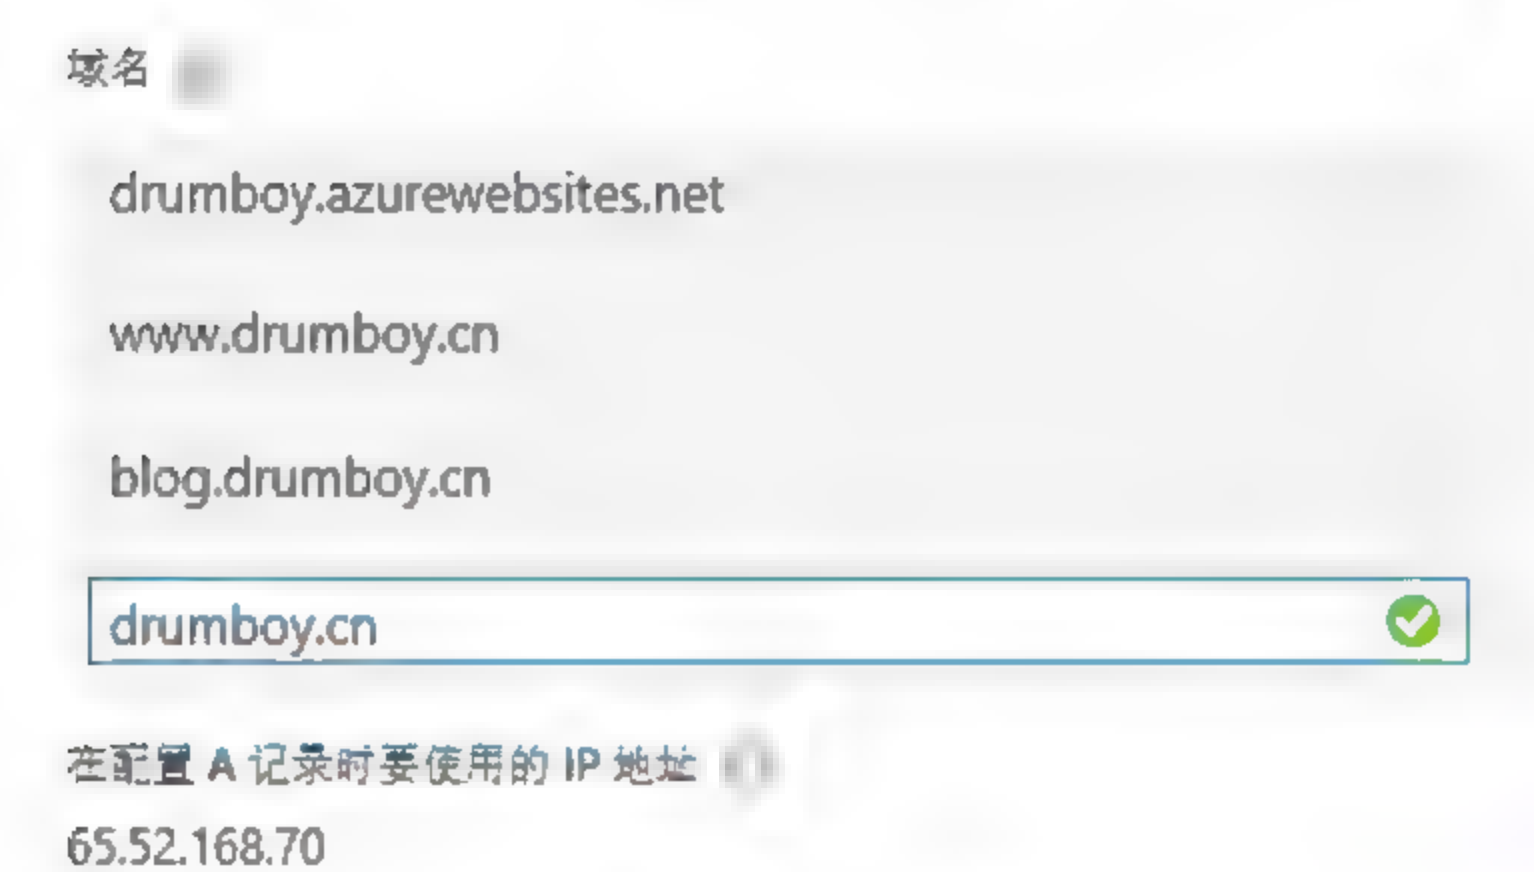 域名
drumboy.azurewebsites.net
www.drumboy.cn
blog.drumboy.cn
drumboy.cn
在配置 A 记录时要使用的 IP 地址
65.52.168.70